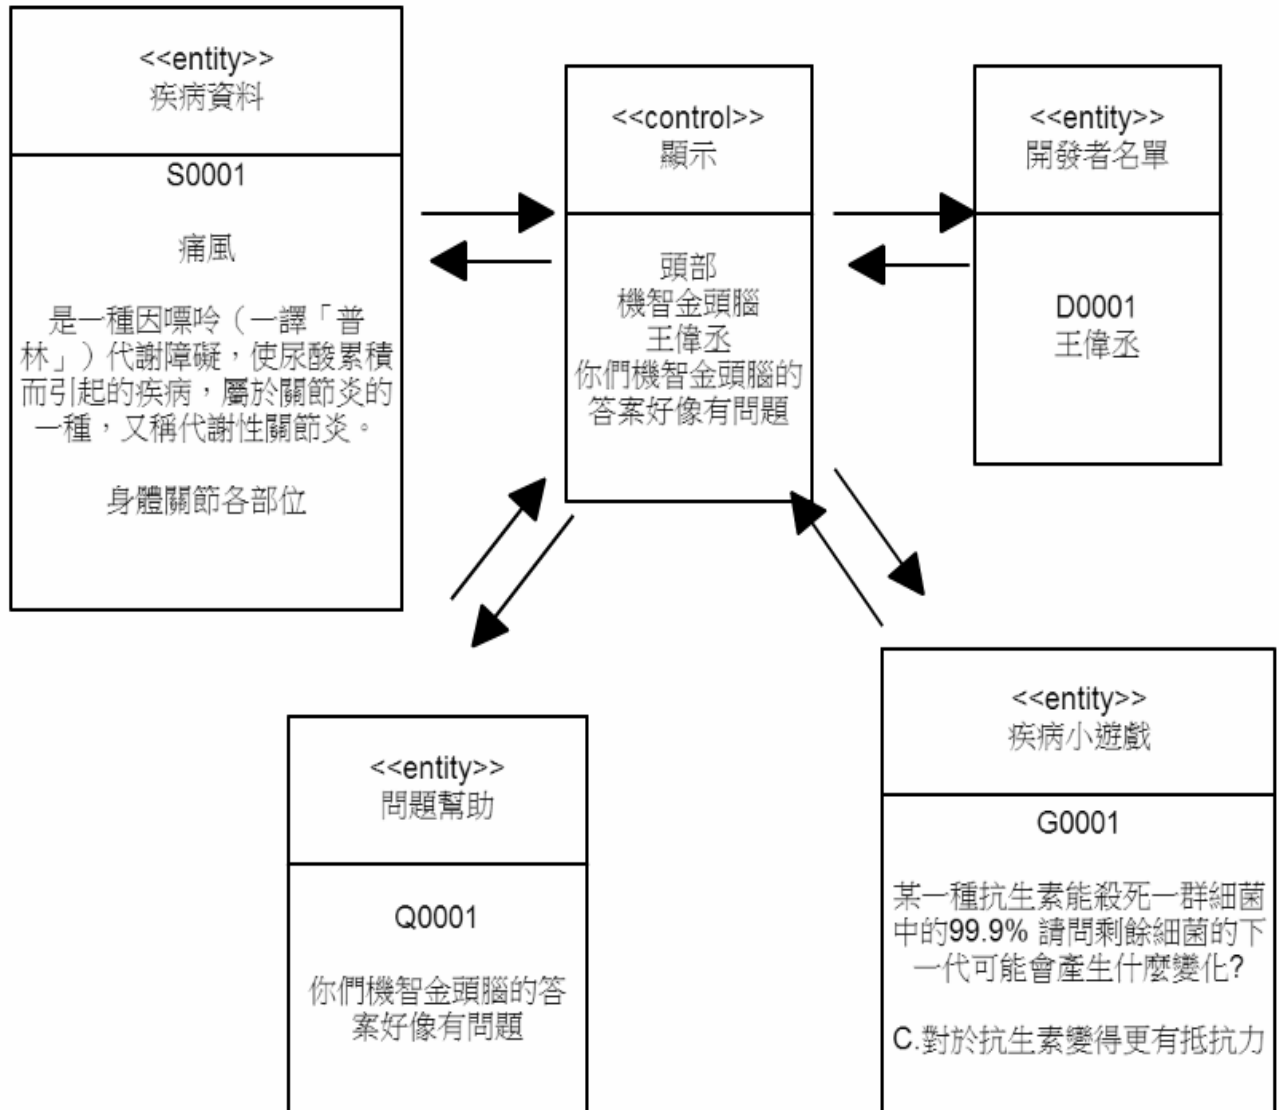 <<entity>>
疾病資料
S0001
痛風
是一種因嘌呤（一譯「普
林」）代謝障礙，使尿酸累積
而引起的疾病，屬於關節炎的
一種，又稱代謝性關節炎。
身體關節各部位
<<control>>
顯示
頭部
機智金頭腦
王偉丞
你們機智金頭腦的
答案好像有問題
<<entity>>
開發者名單
D0001
王偉丞
<<entity>>
問題幫助
Q0001
你們機智金頭腦的答
案好像有問題
<<entity>>
疾病小遊戲
G0001
某一種抗生素能殺死一群細菌
中的99.9% 請問剩餘細菌的下
一代可能會產生什麼變化?
C.對於抗生素變得更有抵抗力